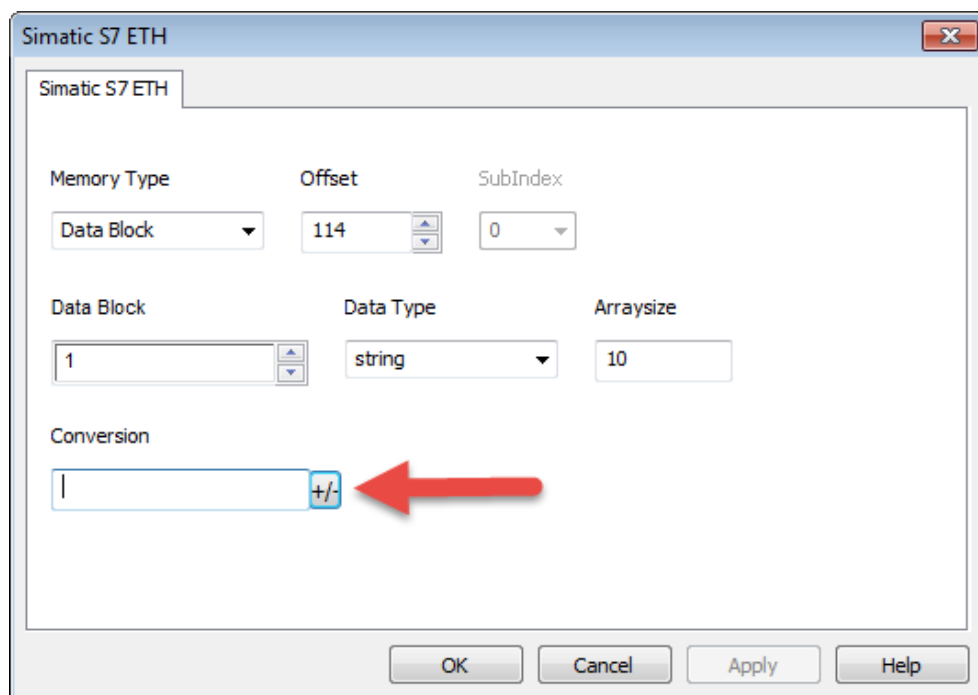 Simatic S7 ETH
Simatic S7 ETH
Memory Type Offset SubIndex
Data Block 114 0
Data Block Data Type Arraysize
1 string 10
Conversion
+/-
OK Cancel Apply Help